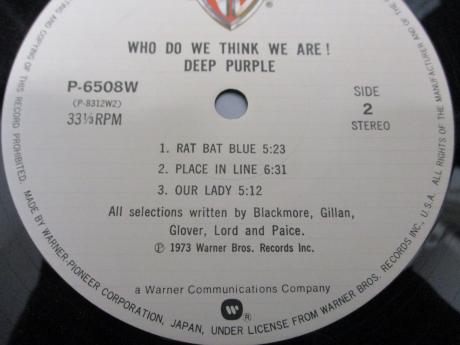 WHO DO WE THINK WE ARE!
DEEP PURPLE
P-6508W
(P-8312W2)
33⅓RPM
SIDE
2
STEREO
1. RAT BAT BLUE 5:23
2. PLACE IN LINE 6:31
3. OUR LADY 5:12
All selections written by Blackmore, Gillan,
Glover, Lord and Paice.
Ⓟ 1973 Warner Bros. Records Inc.
a Warner Communications Company
®
AND COPYING OF THIS RECORD PROHIBITED. MADE BY WARNER-PIONEER CORPORATION, JAPAN, UNDER LICENSE FROM WARNER BROS. RECORDS INC., U.S.A. ALL RIGHTS OF THE MANUFACTURER AND OF THE